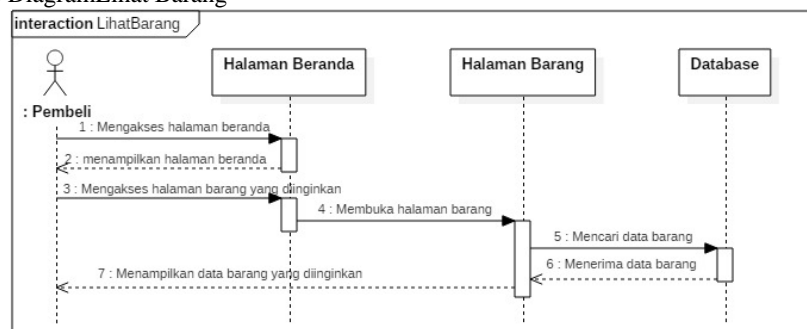 DiagramLihat Barang
interaction LihatBarang
Halaman Beranda
Halaman Barang
Database
: Pembeli
1 : Mengakses halaman beranda
2 : menampilkan halaman beranda
3 : Mengakses halaman barang yang diinginkan
4 : Membuka halaman barang
5 : Mencari data barang
6 : Menerima data barang
7 : Menampilkan data barang yang diinginkan